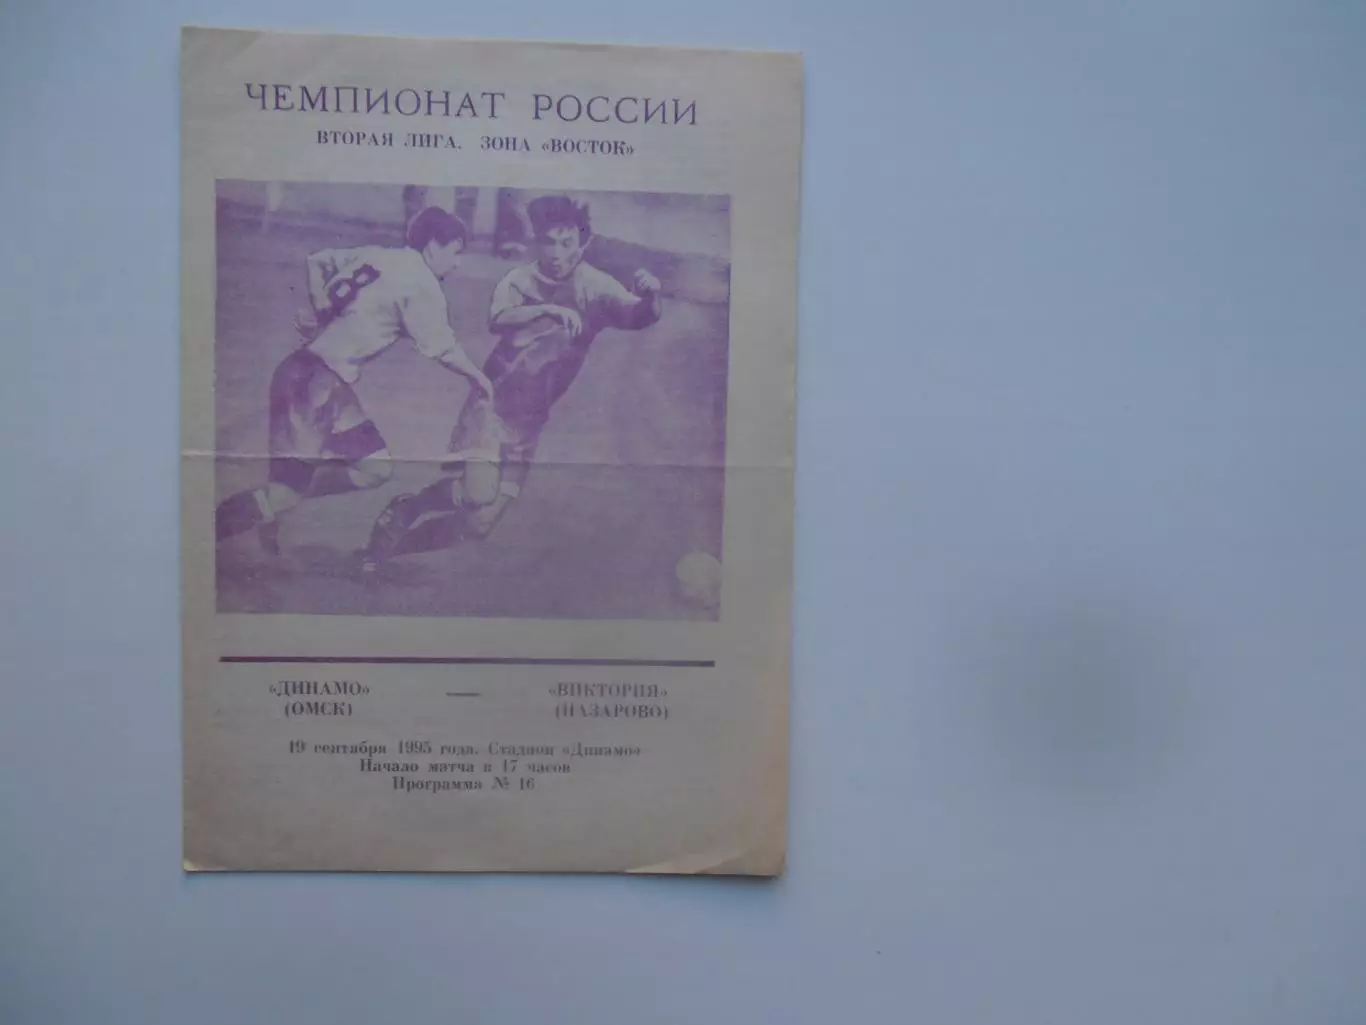 ЧЕМПИОНАТ РОССИИ
ВТОРАЯ ЛИГА. ЗОНА «ВОСТОК»
8
«ДИНАМО» — «ВИКТОРИЯ»
(ОМСК) (НАЗАРОВО)
19 сентября 1995 года. Стадион «Динамо»
Начало матча в 17 часов
Программа № 16